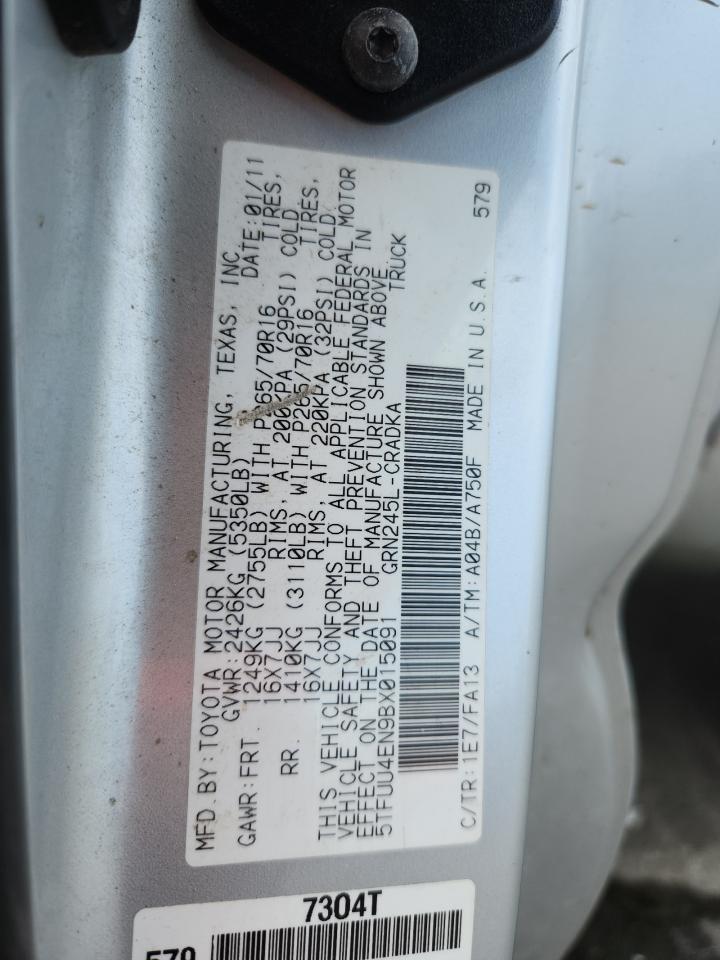 MFD.BY:TOYOTA MOTOR MANUFACTURING, TEXAS, INC.
GVWR:2426KG (5350LB) DATE:01/11
GAWR:FRT. 1249KG (2755LB) WITH P265/70R16 TIRES,
16X7JJ RIMS, AT 200KPA (29PSI) COLD
RR. 1410KG (3110LB) WITH P265/70R16 TIRES,
16X7JJ RIMS, AT 220KPA (32PSI) COLD.
THIS VEHICLE CONFORMS TO ALL APPLICABLE FEDERAL MOTOR
VEHICLE SAFETY AND THEFT PREVENTION STANDARDS IN
EFFECT ON THE DATE OF MANUFACTURE SHOWN ABOVE.
5TFUU4EN9BX015091 GRN245L-CRADKA TRUCK
C/TR:1E7/FA13 A/TM:A04B/A750F MADE IN U.S.A. 579
7304T
579